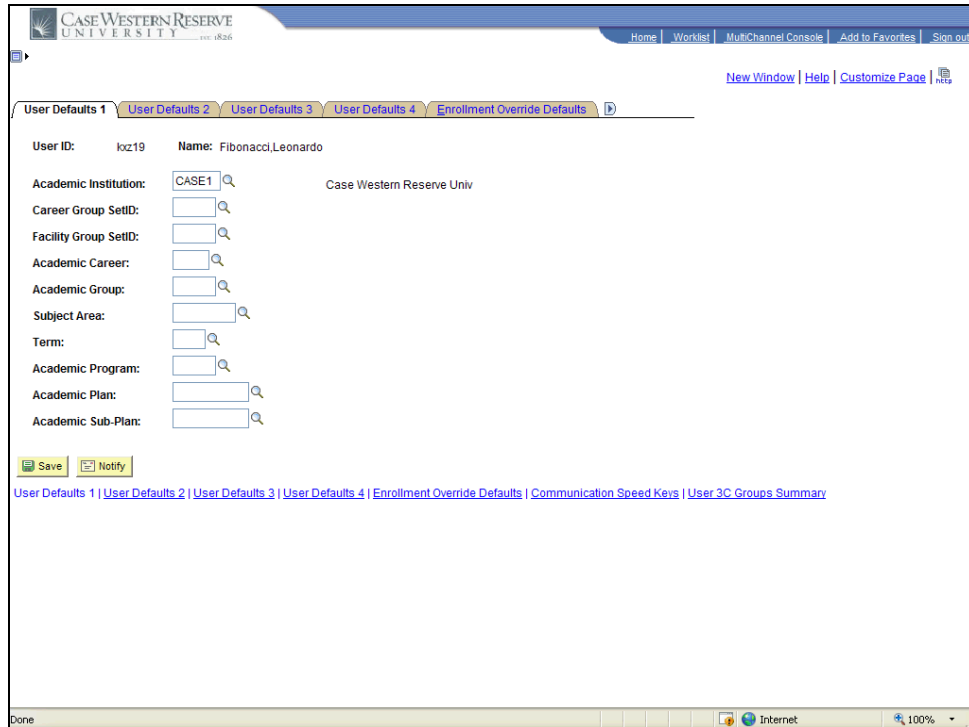 CASE WESTERN RESERVE
UNIVERSITY EST. 1826
Home | Worklist | MultiChannel Console | Add to Favorites | Sign out
New Window | Help | Customize Page | http
User Defaults 1 User Defaults 2 User Defaults 3 User Defaults 4 Enrollment Override Defaults
User ID: kxz19 Name: Fibonacci,Leonardo
Academic Institution: CASE1 Case Western Reserve Univ
Career Group SetID:
Facility Group SetID:
Academic Career:
Academic Group:
Subject Area:
Term:
Academic Program:
Academic Plan:
Academic Sub-Plan:
Save Notify
User Defaults 1 | User Defaults 2 | User Defaults 3 | User Defaults 4 | Enrollment Override Defaults | Communication Speed Keys | User 3C Groups Summary
Done Internet 100%